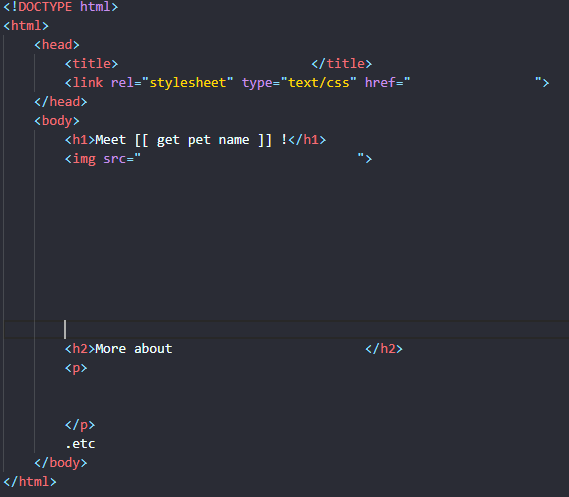 <!DOCTYPE html>
<html>
<head>
<title> </title>
<link rel="stylesheet" type="text/css" href=" ">
</head>
<body>
<h1>Meet [[ get pet name ]] !</h1>
<img src=" ">
<h2>More about </h2>
<p>
</p>
.etc
</body>
</html>